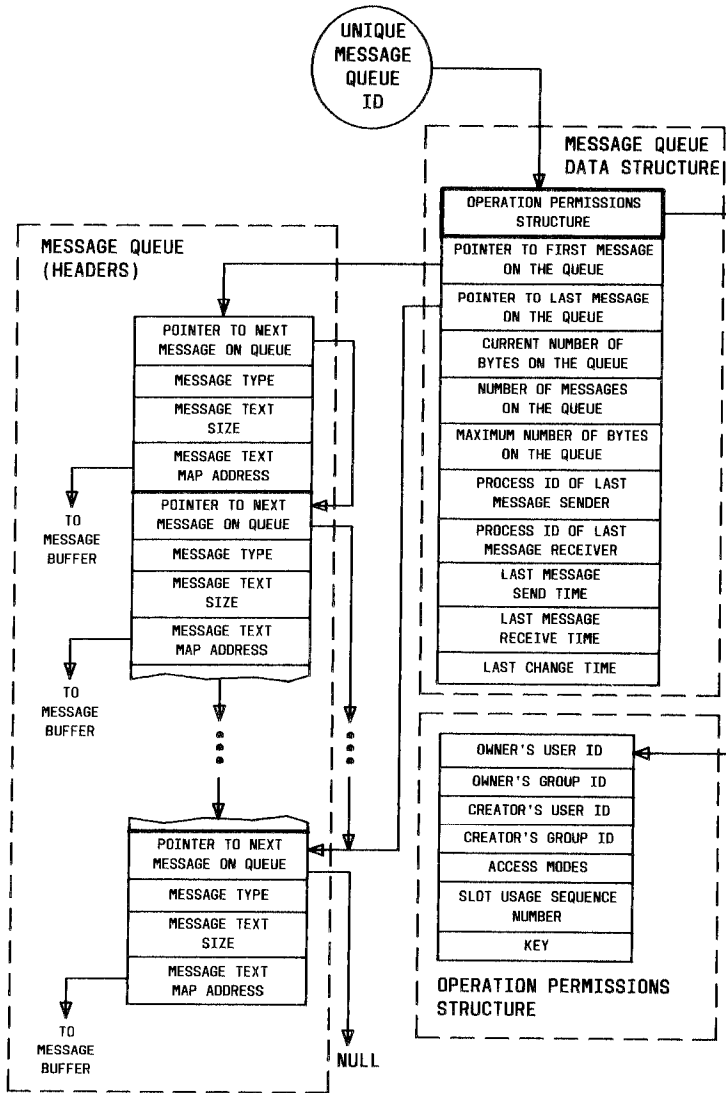 UNIQUE
MESSAGE
QUEUE
ID
MESSAGE QUEUE
DATA STRUCTURE
OPERATION PERMISSIONS
STRUCTURE
POINTER TO FIRST MESSAGE
ON THE QUEUE
POINTER TO LAST MESSAGE
ON THE QUEUE
CURRENT NUMBER OF
BYTES ON THE QUEUE
NUMBER OF MESSAGES
ON THE QUEUE
MAXIMUM NUMBER OF BYTES
ON THE QUEUE
PROCESS ID OF LAST
MESSAGE SENDER
PROCESS ID OF LAST
MESSAGE RECEIVER
LAST MESSAGE
SEND TIME
LAST MESSAGE
RECEIVE TIME
LAST CHANGE TIME
MESSAGE QUEUE
(HEADERS)
POINTER TO NEXT
MESSAGE ON QUEUE
MESSAGE TYPE
MESSAGE TEXT
SIZE
MESSAGE TEXT
MAP ADDRESS
TO
MESSAGE
BUFFER
POINTER TO NEXT
MESSAGE ON QUEUE
MESSAGE TYPE
MESSAGE TEXT
SIZE
MESSAGE TEXT
MAP ADDRESS
TO
MESSAGE
BUFFER
POINTER TO NEXT
MESSAGE ON QUEUE
MESSAGE TYPE
MESSAGE TEXT
SIZE
MESSAGE TEXT
MAP ADDRESS
TO
MESSAGE
BUFFER
NULL
OWNER'S USER ID
OWNER'S GROUP ID
CREATOR'S USER ID
CREATOR'S GROUP ID
ACCESS MODES
SLOT USAGE SEQUENCE
NUMBER
KEY
OPERATION PERMISSIONS
STRUCTURE